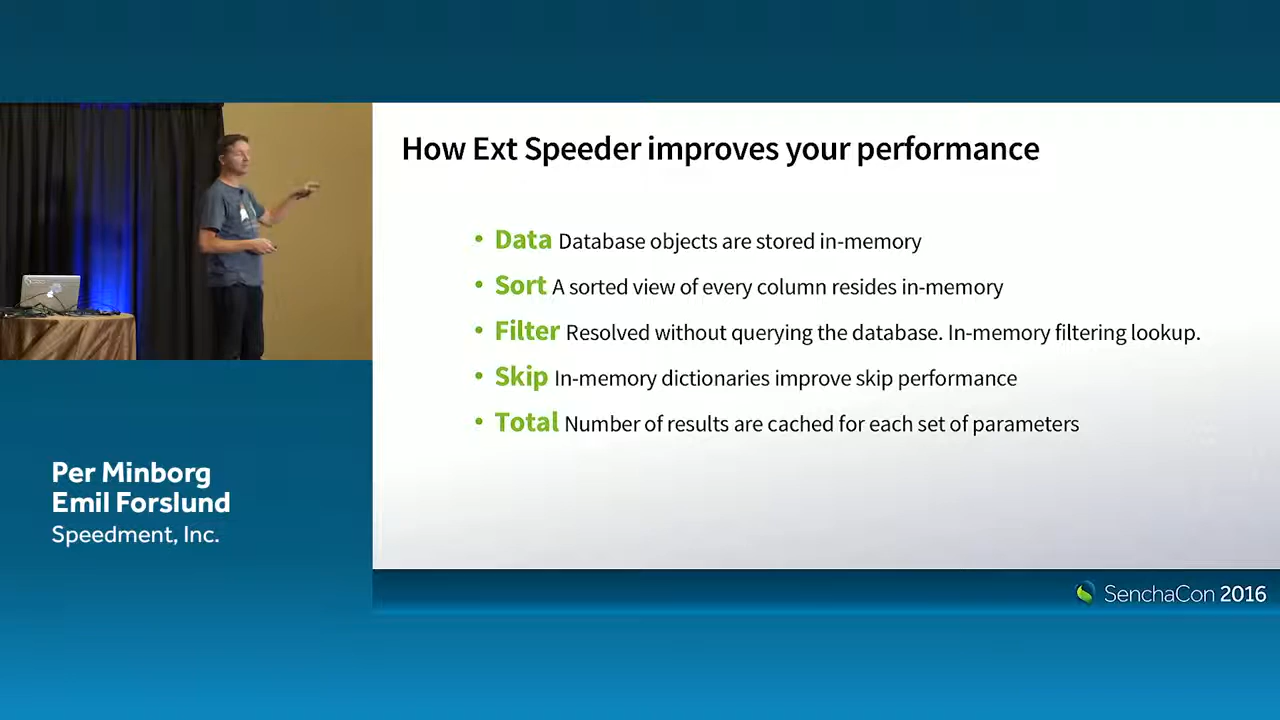 How Ext Speeder improves your performance
• Data Database objects are stored in-memory
• Sort A sorted view of every column resides in-memory
• Filter Resolved without querying the database. In-memory filtering lookup.
• Skip In-memory dictionaries improve skip performance
• Total Number of results are cached for each set of parameters
Per Minborg
Emil Forslund
Speedment, Inc.
SenchaCon 2016